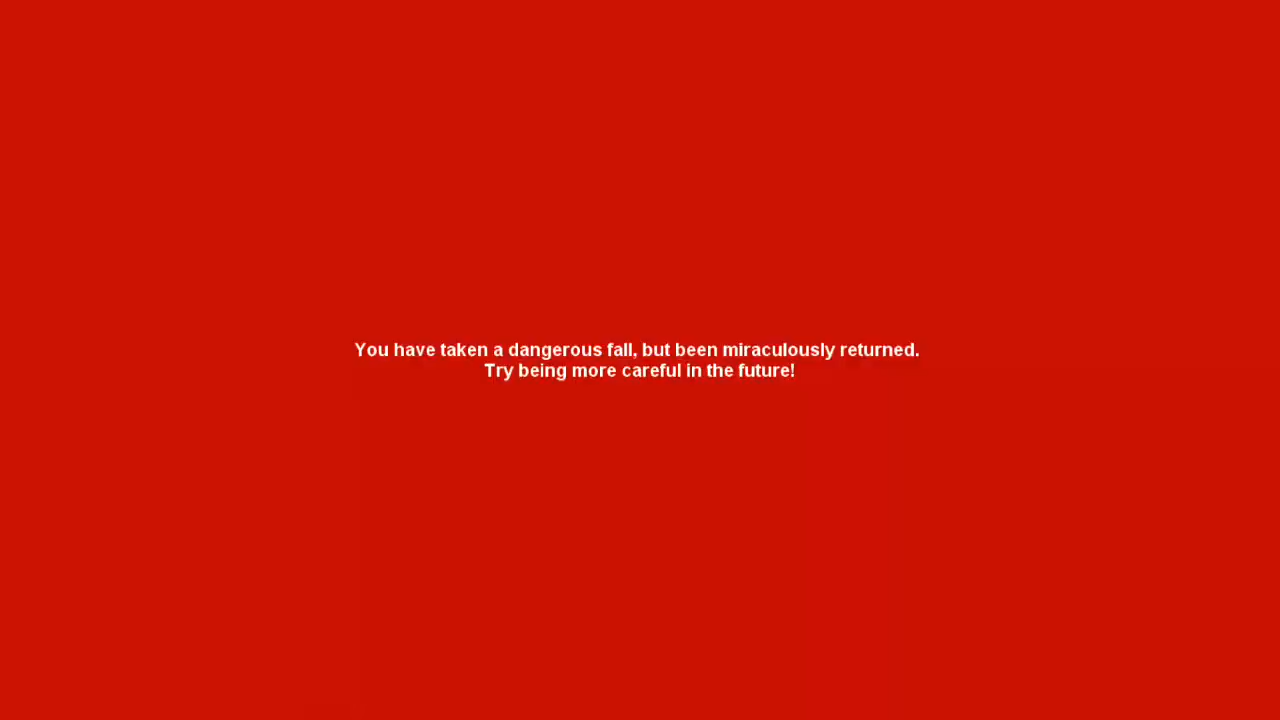 You have taken a dangerous fall, but been miraculously returned.
Try being more careful in the future!